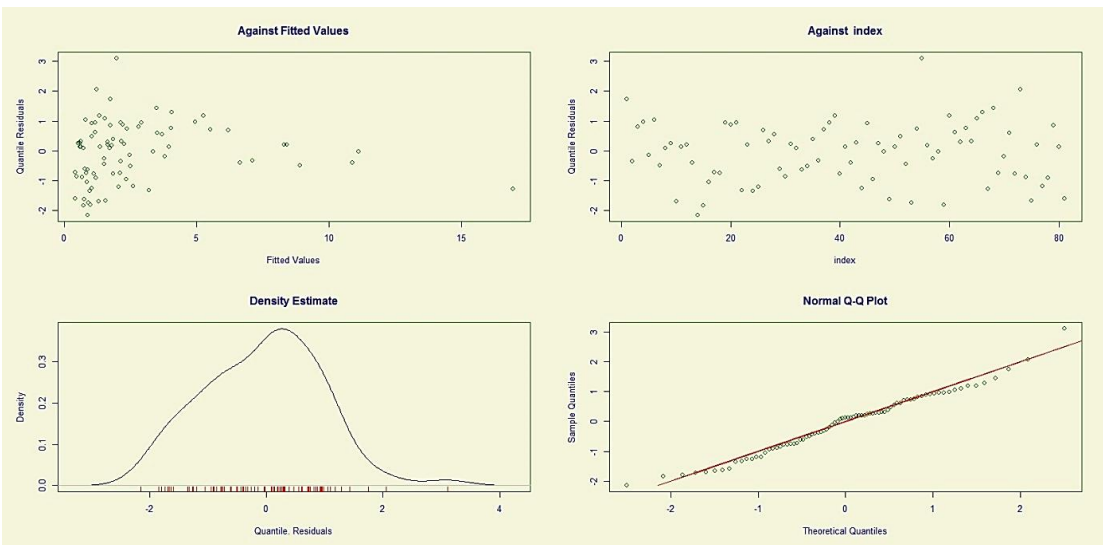 Against Fitted Values
Quantile Residuals
-2 -1 0 1 2 3
0 5 10 15
Fitted Values
Against index
Quantile Residuals
-2 -1 0 1 2 3
0 20 40 60 80
index
Density Estimate
Density
0.0 0.1 0.2 0.3
-2 0 2 4
Quantile. Residuals
Normal Q-Q Plot
Sample Quantiles
-2 -1 0 1 2 3
-2 -1 0 1 2
Theoretical Quantiles